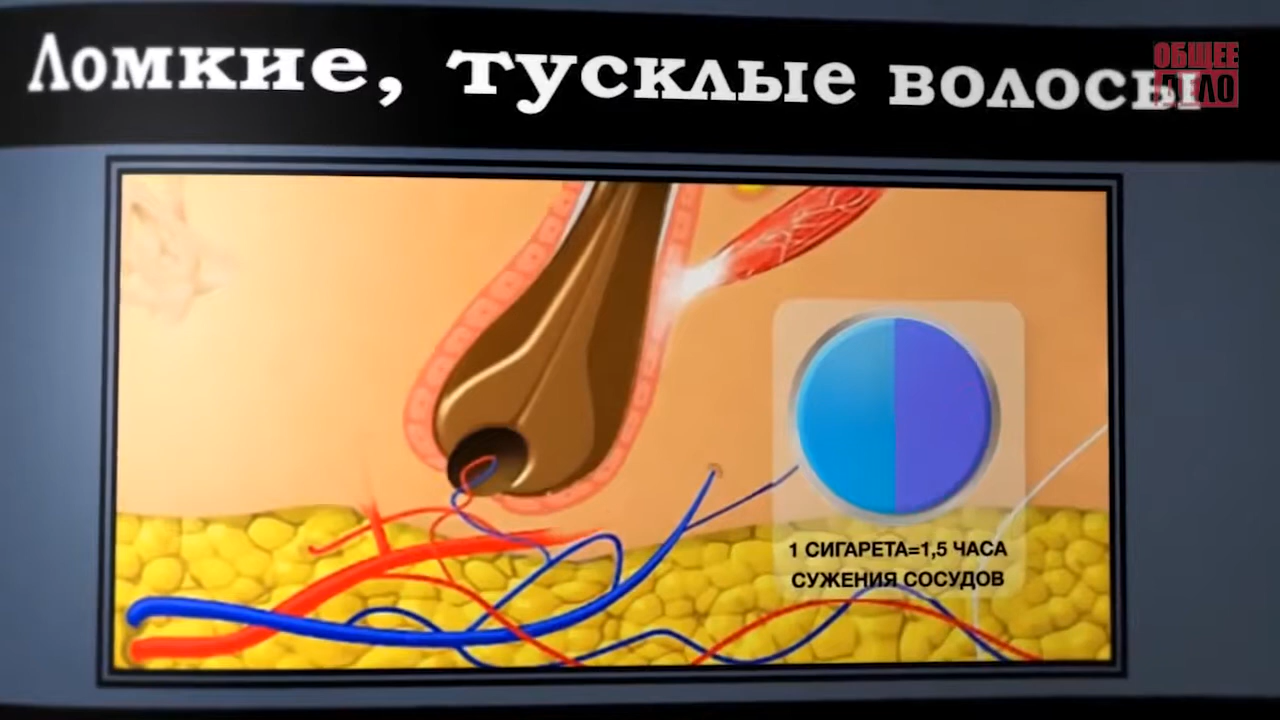 Ломкие, тусклые волосы
ОБЩЕЕ
ДЕЛО
1 СИГАРЕТА=1,5 ЧАСА
СУЖЕНИЯ СОСУДОВ